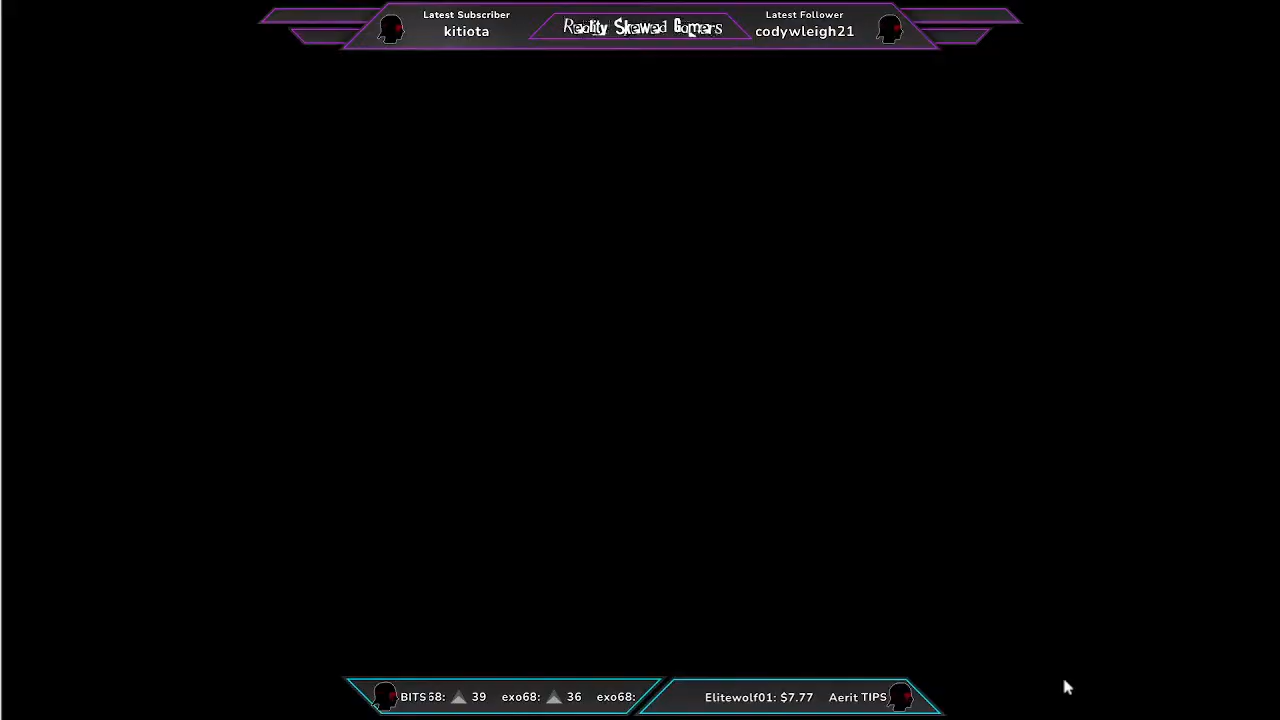 Latest Subscriber
kitiota
Reality Skewed Gamers
Latest Follower
codywleigh21
BITS 68: 39 exo68: 36 exo68:
Elitewolf01: $7.77 Aerit TIPS